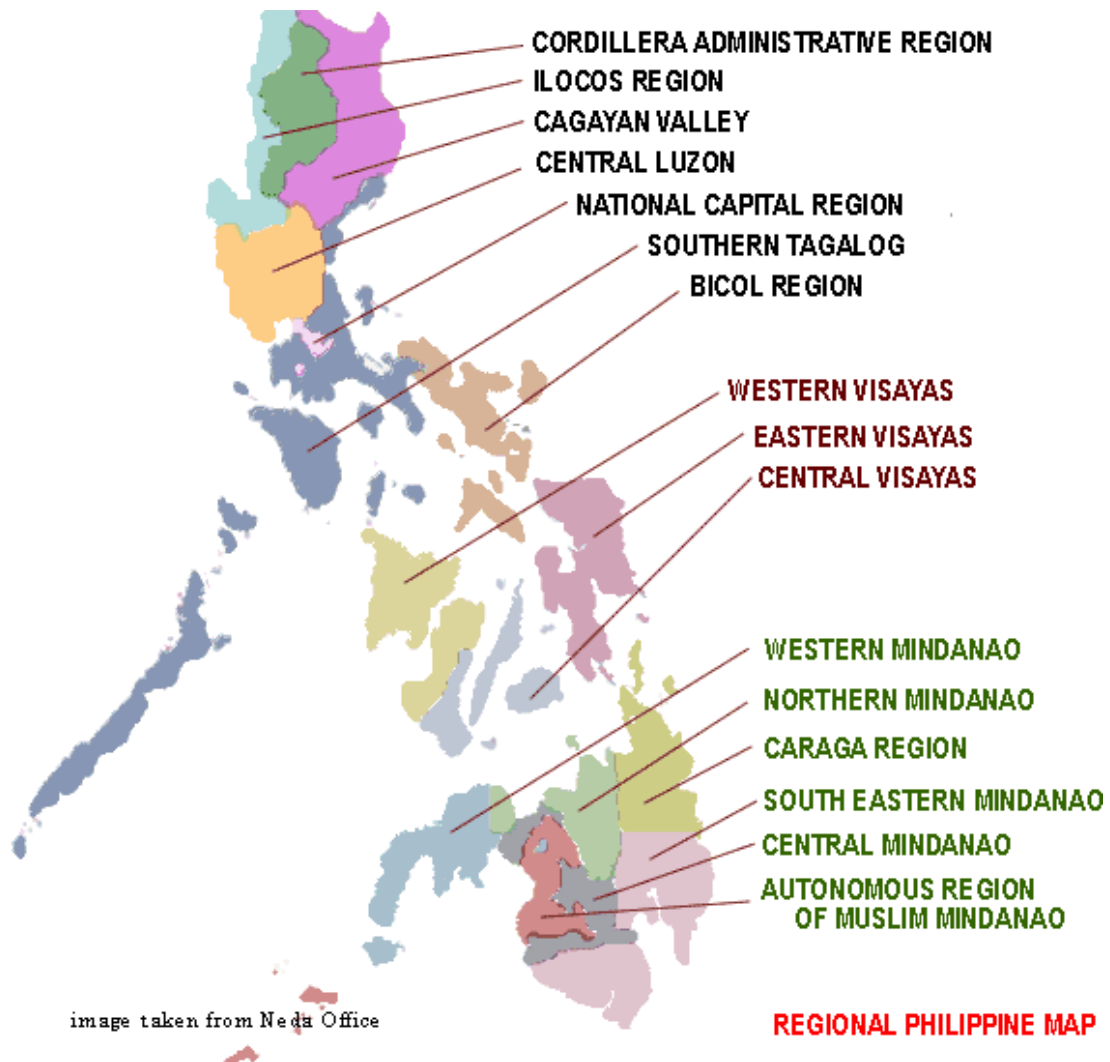 CORDILLERA ADMINISTRATIVE REGION
ILOCOS REGION
CAGAYAN VALLEY
CENTRAL LUZON
NATIONAL CAPITAL REGION
SOUTHERN TAGALOG
BICOL REGION
WESTERN VISAYAS
EASTERN VISAYAS
CENTRAL VISAYAS
WESTERN MINDANAO
NORTHERN MINDANAO
CARAGA REGION
SOUTH EASTERN MINDANAO
CENTRAL MINDANAO
AUTONOMOUS REGION
OF MUSLIM MINDANAO
image taken from Neda Office
REGIONAL PHILIPPINE MAP